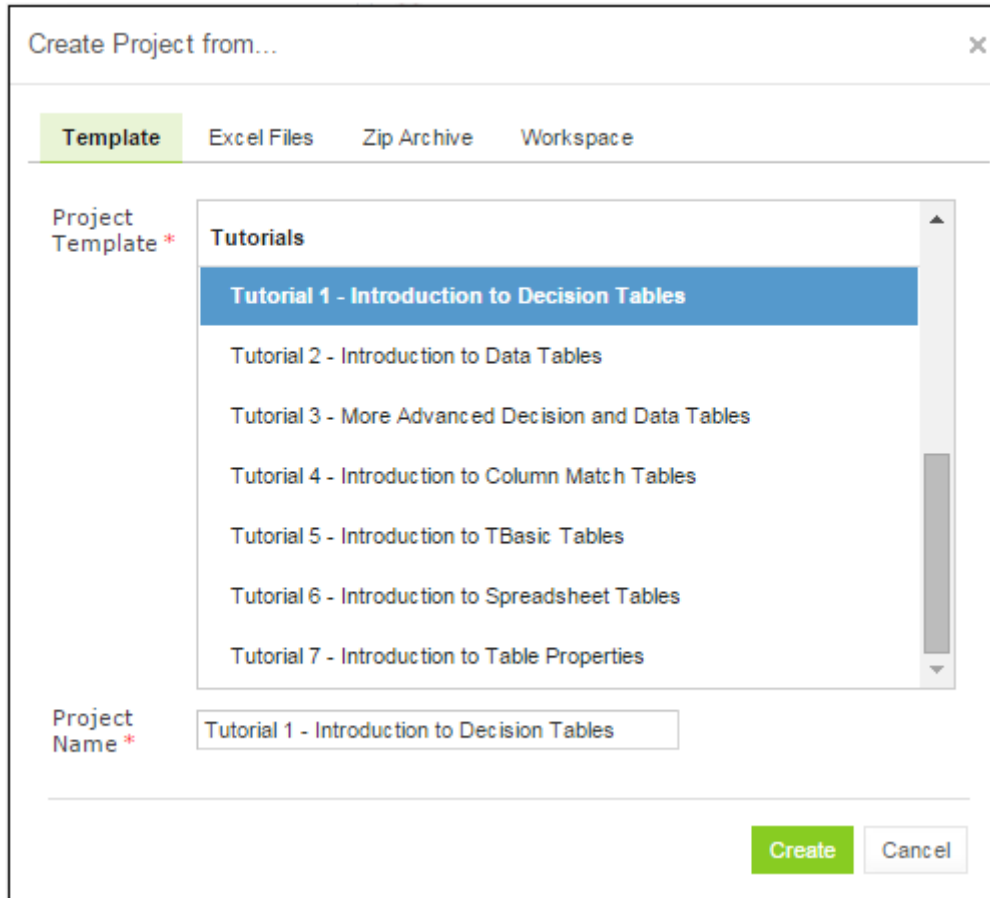 Create Project from...
×
Template Excel Files Zip Archive Workspace
Project
Template *
Tutorials
Tutorial 1 - Introduction to Decision Tables
Tutorial 2 - Introduction to Data Tables
Tutorial 3 - More Advanced Decision and Data Tables
Tutorial 4 - Introduction to Column Match Tables
Tutorial 5 - Introduction to TBasic Tables
Tutorial 6 - Introduction to Spreadsheet Tables
Tutorial 7 - Introduction to Table Properties
Project
Name *
Tutorial 1 - Introduction to Decision Tables
Create Cancel